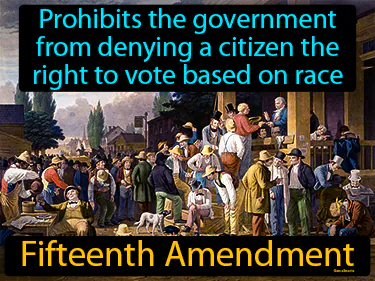 Prohibits the government
from denying a citizen the
right to vote based on race
Fifteenth Amendment